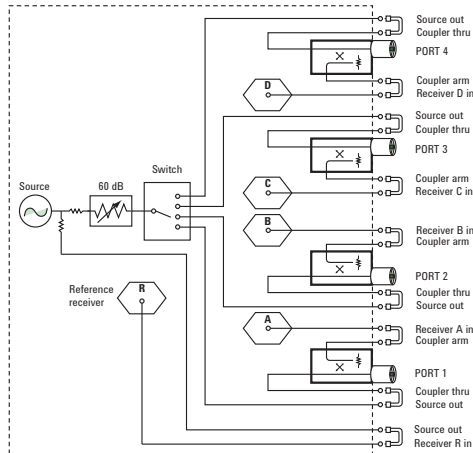 Source out
Coupler thru
PORT 4
Coupler arm
Receiver D in
D
Source out
Coupler thru
PORT 3
Coupler arm
Receiver C in
C
Switch
60 dB
Source
B
Receiver B in
Coupler arm
PORT 2
Coupler thru
Source out
Reference
receiver
R
A
Receiver A in
Coupler arm
PORT 1
Coupler thru
Source out
Source out
Receiver R in